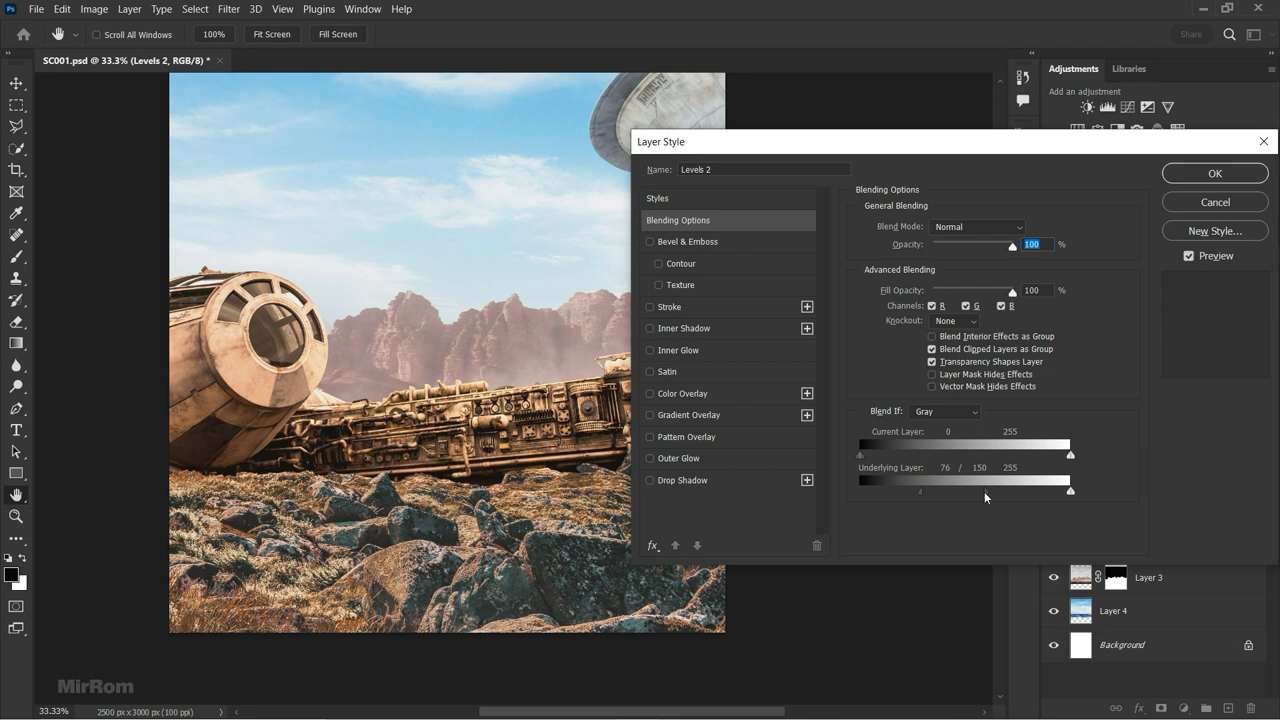 Ps File Edit Image Layer Type Select Filter 3D View Plugins Window Help
Scroll All Windows 100% Fit Screen Fill Screen Share
SC001.psd @ 33.3% (Levels 2, RGB/8) * ×
Adjustments Libraries
Add an adjustment
Layer Style
Name: Levels 2
Styles
Blending Options
Bevel & Emboss
Contour
Texture
Stroke
Inner Shadow
Inner Glow
Satin
Color Overlay
Gradient Overlay
Pattern Overlay
Outer Glow
Drop Shadow
fx
Blending Options
General Blending
Blend Mode: Normal
Opacity: 100 %
Advanced Blending
Fill Opacity: 100 %
Channels: R G B
Knockout: None
Blend Interior Effects as Group
Blend Clipped Layers as Group
Transparency Shapes Layer
Layer Mask Hides Effects
Vector Mask Hides Effects
Blend If: Gray
Current Layer: 0 255
Underlying Layer: 76 / 150 255
OK
Cancel
New Style...
Preview
Layer 3
Layer 4
Background
fx
MirRom
33.33% 2500 px x 3000 px (100 ppi)